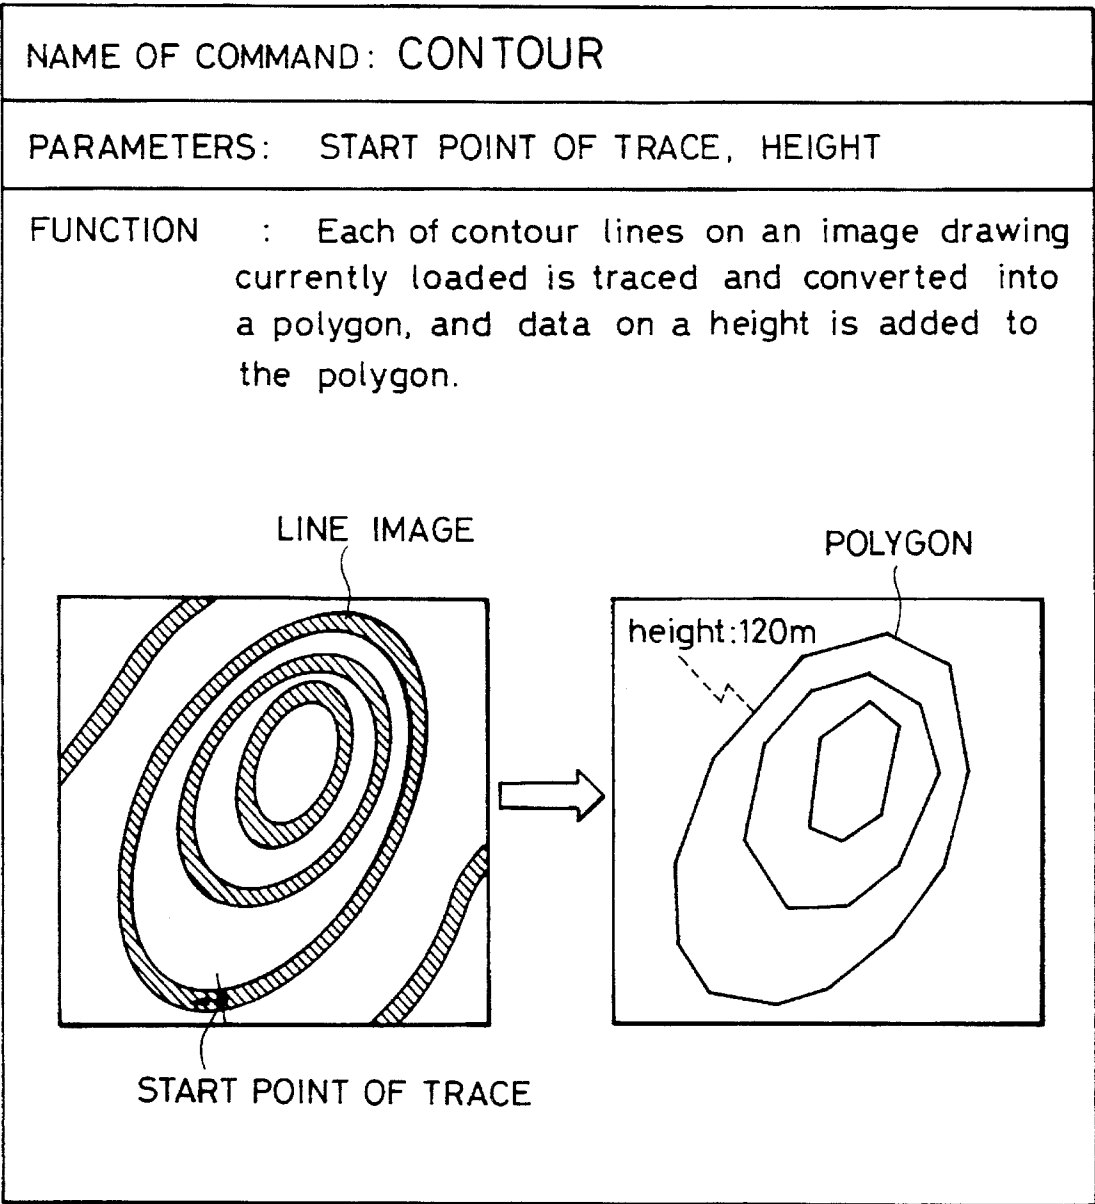 NAME OF COMMAND: CONTOUR
PARAMETERS: START POINT OF TRACE, HEIGHT
FUNCTION : Each of contour lines on an image drawing
currently loaded is traced and converted into
a polygon, and data on a height is added to
the polygon.
LINE IMAGE
POLYGON
height:120m
START POINT OF TRACE